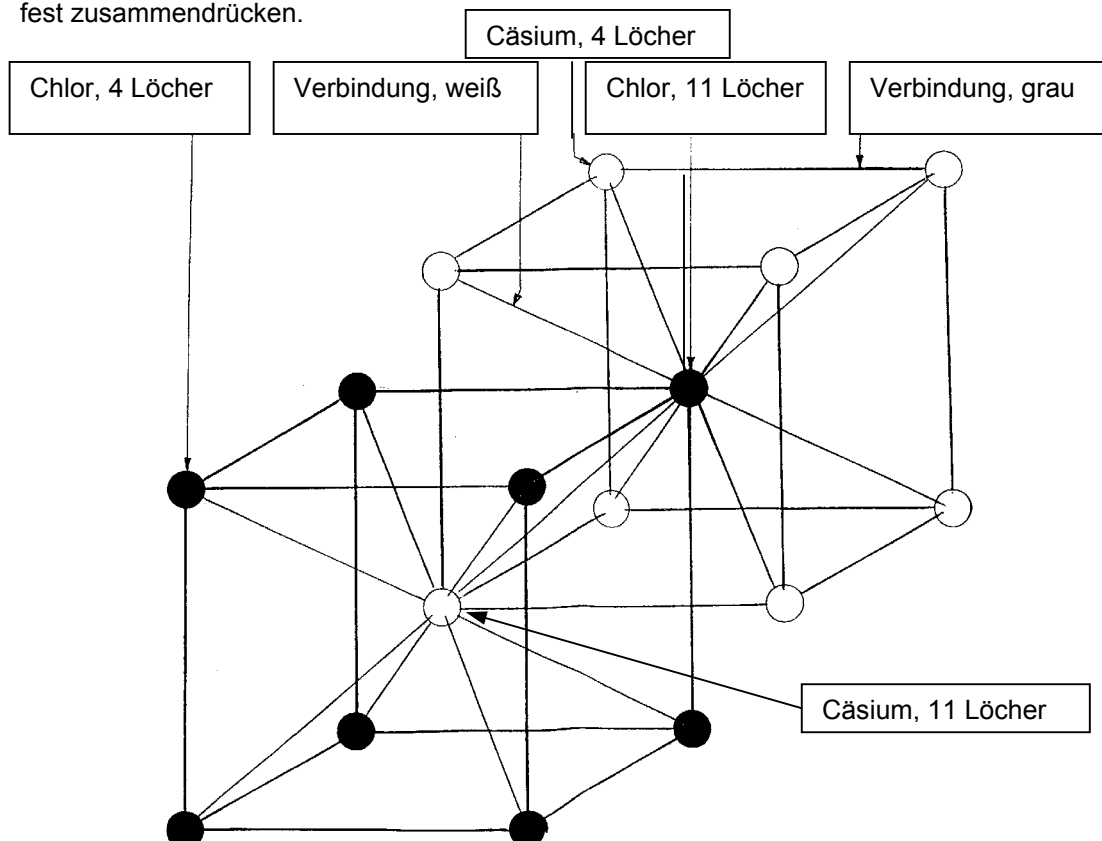 fest zusammendrücken.
Cäsium, 4 Löcher
Chlor, 4 Löcher
Verbindung, weiß
Chlor, 11 Löcher
Verbindung, grau
Cäsium, 11 Löcher